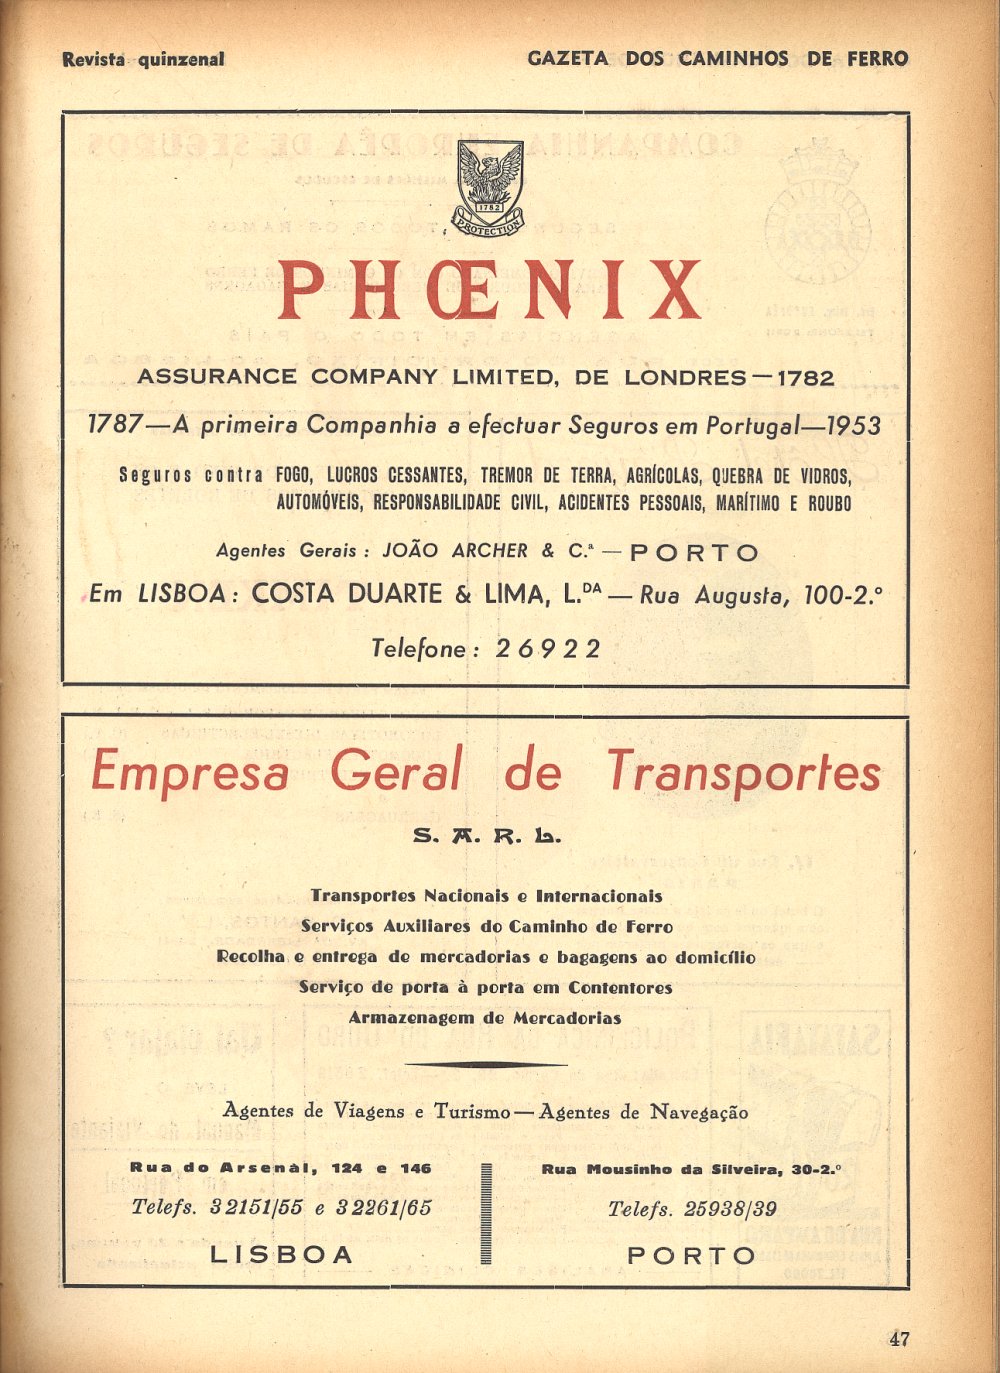 Revista quinzenal
GAZETA DOS CAMINHOS DE FERRO
1782
PROTECTION
PHŒNIX
ASSURANCE COMPANY LIMITED, DE LONDRES — 1782
1787 — A primeira Companhia a efectuar Seguros em Portugal — 1953
Seguros contra FOGO, LUCROS CESSANTES, TREMOR DE TERRA, AGRÍCOLAS, QUEBRA DE VIDROS,
AUTOMÓVEIS, RESPONSABILIDADE CIVIL, ACIDENTES PESSOAIS, MARÍTIMO E ROUBO
Agentes Gerais : JOÃO ARCHER & C.ª — PORTO
Em LISBOA : COSTA DUARTE & LIMA, L.DA — Rua Augusta, 100-2.º
Telefone : 26922
Empresa Geral de Transportes
S. A. R. L.
Transportes Nacionais e Internacionais
Serviços Auxiliares do Caminho de Ferro
Recolha e entrega de mercadorias e bagagens ao domicílio
Serviço de porta à porta em Contentores
Armazenagem de Mercadorias
Agentes de Viagens e Turismo — Agentes de Navegação
Rua do Arsenàl, 124 e 146
Telefs. 32151/55 e 32261/65
LISBOA
Rua Mousinho da Silveira, 30-2.º
Telefs. 25938/39
PORTO
47